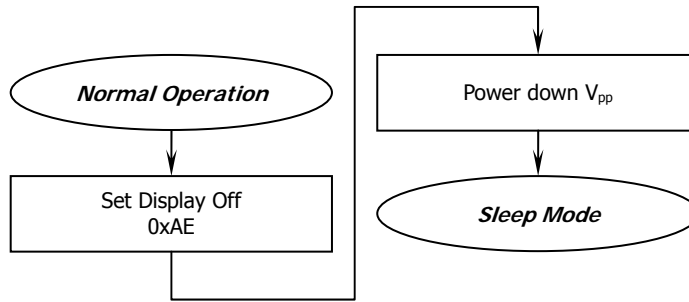 Normal Operation
Set Display Off
0xAE
Power down Vpp
Sleep Mode